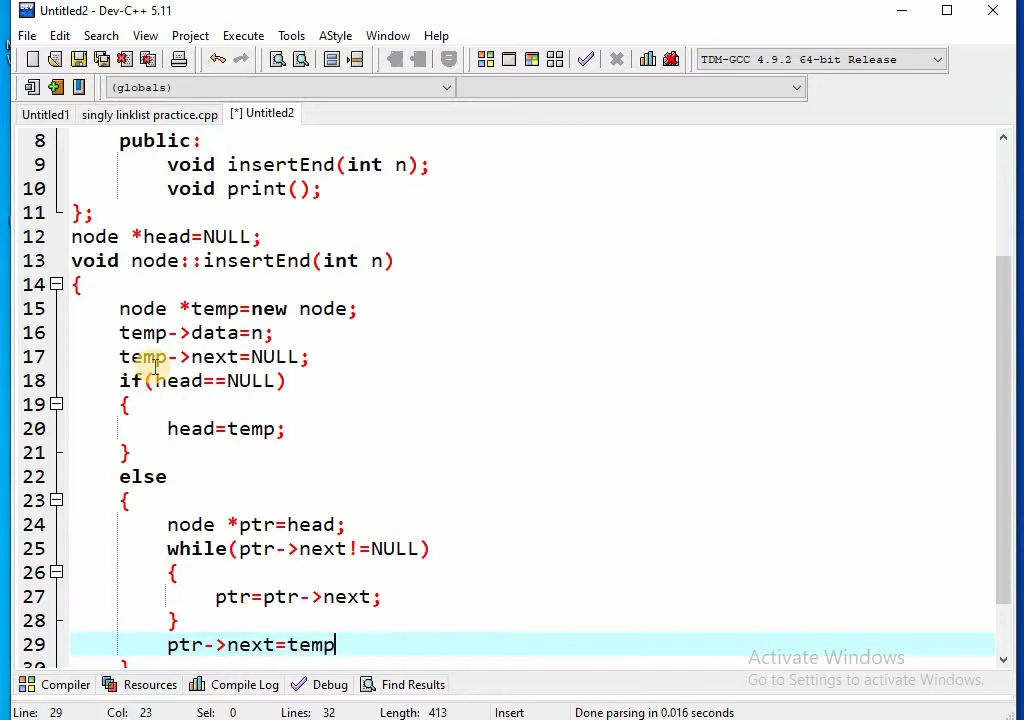 Untitled2 - Dev-C++ 5.11
File Edit Search View Project Execute Tools AStyle Window Help
TDM-GCC 4.9.2 64-bit Release
(globals)
Untitled1 singly linklist practice.cpp [*] Untitled2
8 public:
9 void insertEnd(int n);
10 void print();
11 };
12 node *head=NULL;
13 void node::insertEnd(int n)
14 {
15 node *temp=new node;
16 temp->data=n;
17 temp->next=NULL;
18 if(head==NULL)
19 {
20 head=temp;
21 }
22 else
23 {
24 node *ptr=head;
25 while(ptr->next!=NULL)
26 {
27 ptr=ptr->next;
28 }
29 ptr->next=temp
30 }
Activate Windows
Go to Settings to activate Windows.
Compiler Resources Compile Log Debug Find Results
Line: 29 Col: 23 Sel: 0 Lines: 32 Length: 413 Insert Done parsing in 0.016 seconds